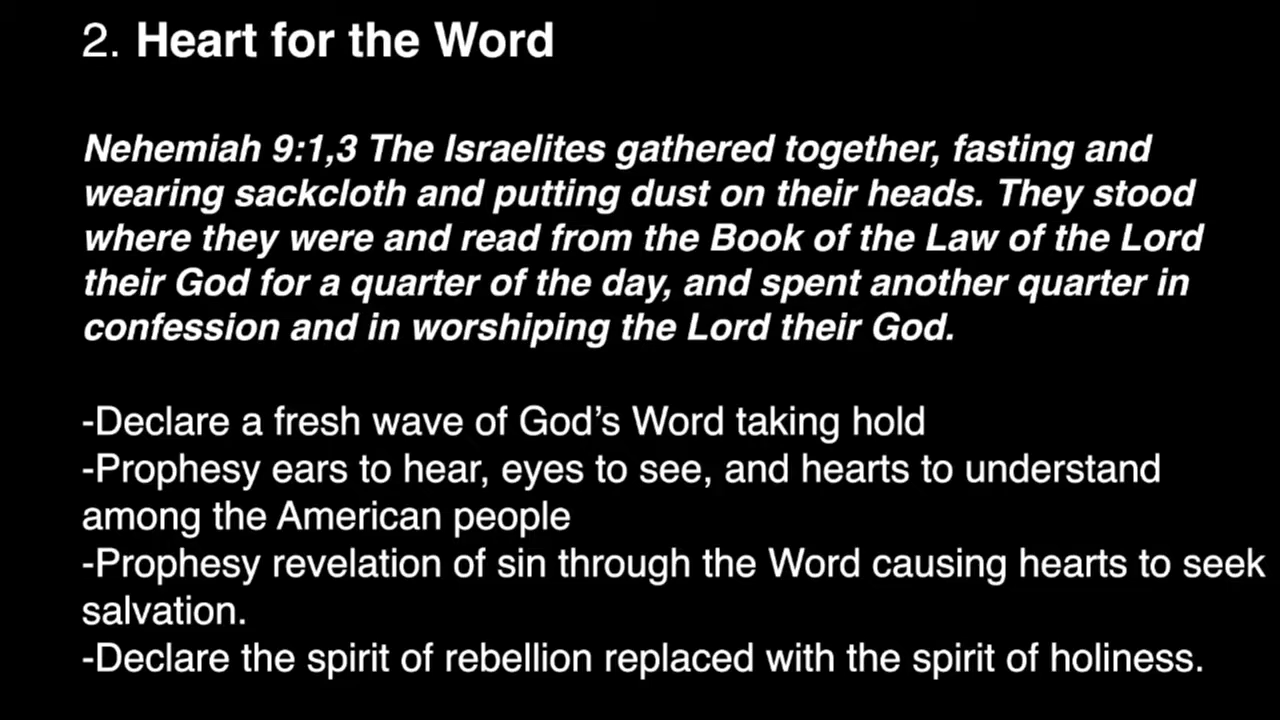 2. Heart for the Word
Nehemiah 9:1,3 The Israelites gathered together, fasting and
wearing sackcloth and putting dust on their heads. They stood
where they were and read from the Book of the Law of the Lord
their God for a quarter of the day, and spent another quarter in
confession and in worshiping the Lord their God.
-Declare a fresh wave of God’s Word taking hold
-Prophesy ears to hear, eyes to see, and hearts to understand
among the American people
-Prophesy revelation of sin through the Word causing hearts to seek
salvation.
-Declare the spirit of rebellion replaced with the spirit of holiness.